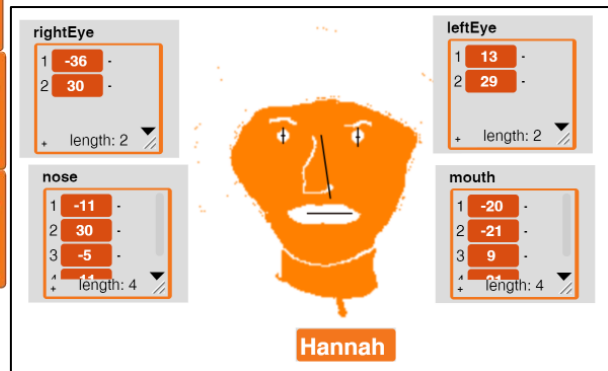 rightEye
1 -36 -
2 30 -
+ length: 2
leftEye
1 13 -
2 29 -
+ length: 2
nose
1 -11 -
2 30 -
3 -5 -
+ length: 4
mouth
1 -20 -
2 -21 -
3 9 -
+ length: 4
Hannah